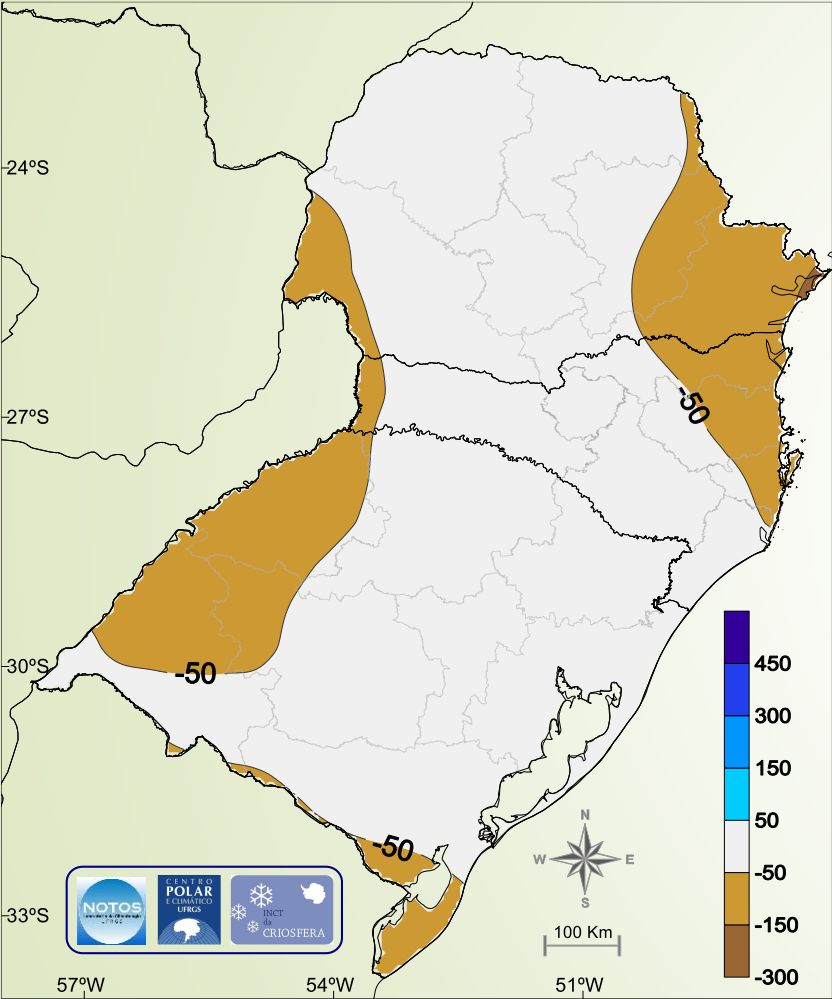 24ºS
27ºS
-50
30ºS
-50
450
300
150
50
-50
-150
-300
-50
N
W E
S
100 Km
33ºS
NOTOS
UFRGS
CENTRO
POLAR
E CLIMÁTICO
UFRGS
INCT
da
CRIOSFERA
57ºW 54ºW 51ºW